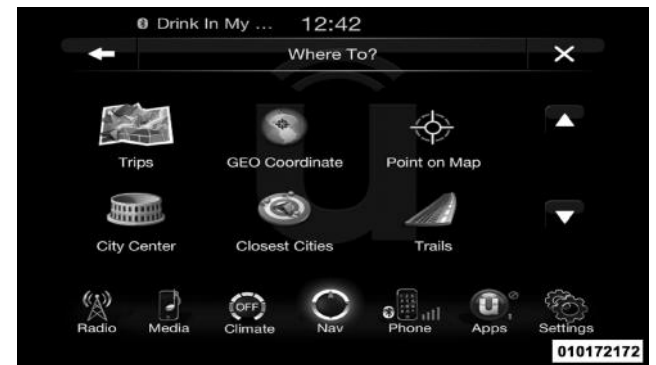 Drink In My ... 12:42
Where To?
Trips GEO Coordinate Point on Map
City Center Closest Cities Trails
OFF
Radio Media Climate Nav Phone Apps Settings
010172172